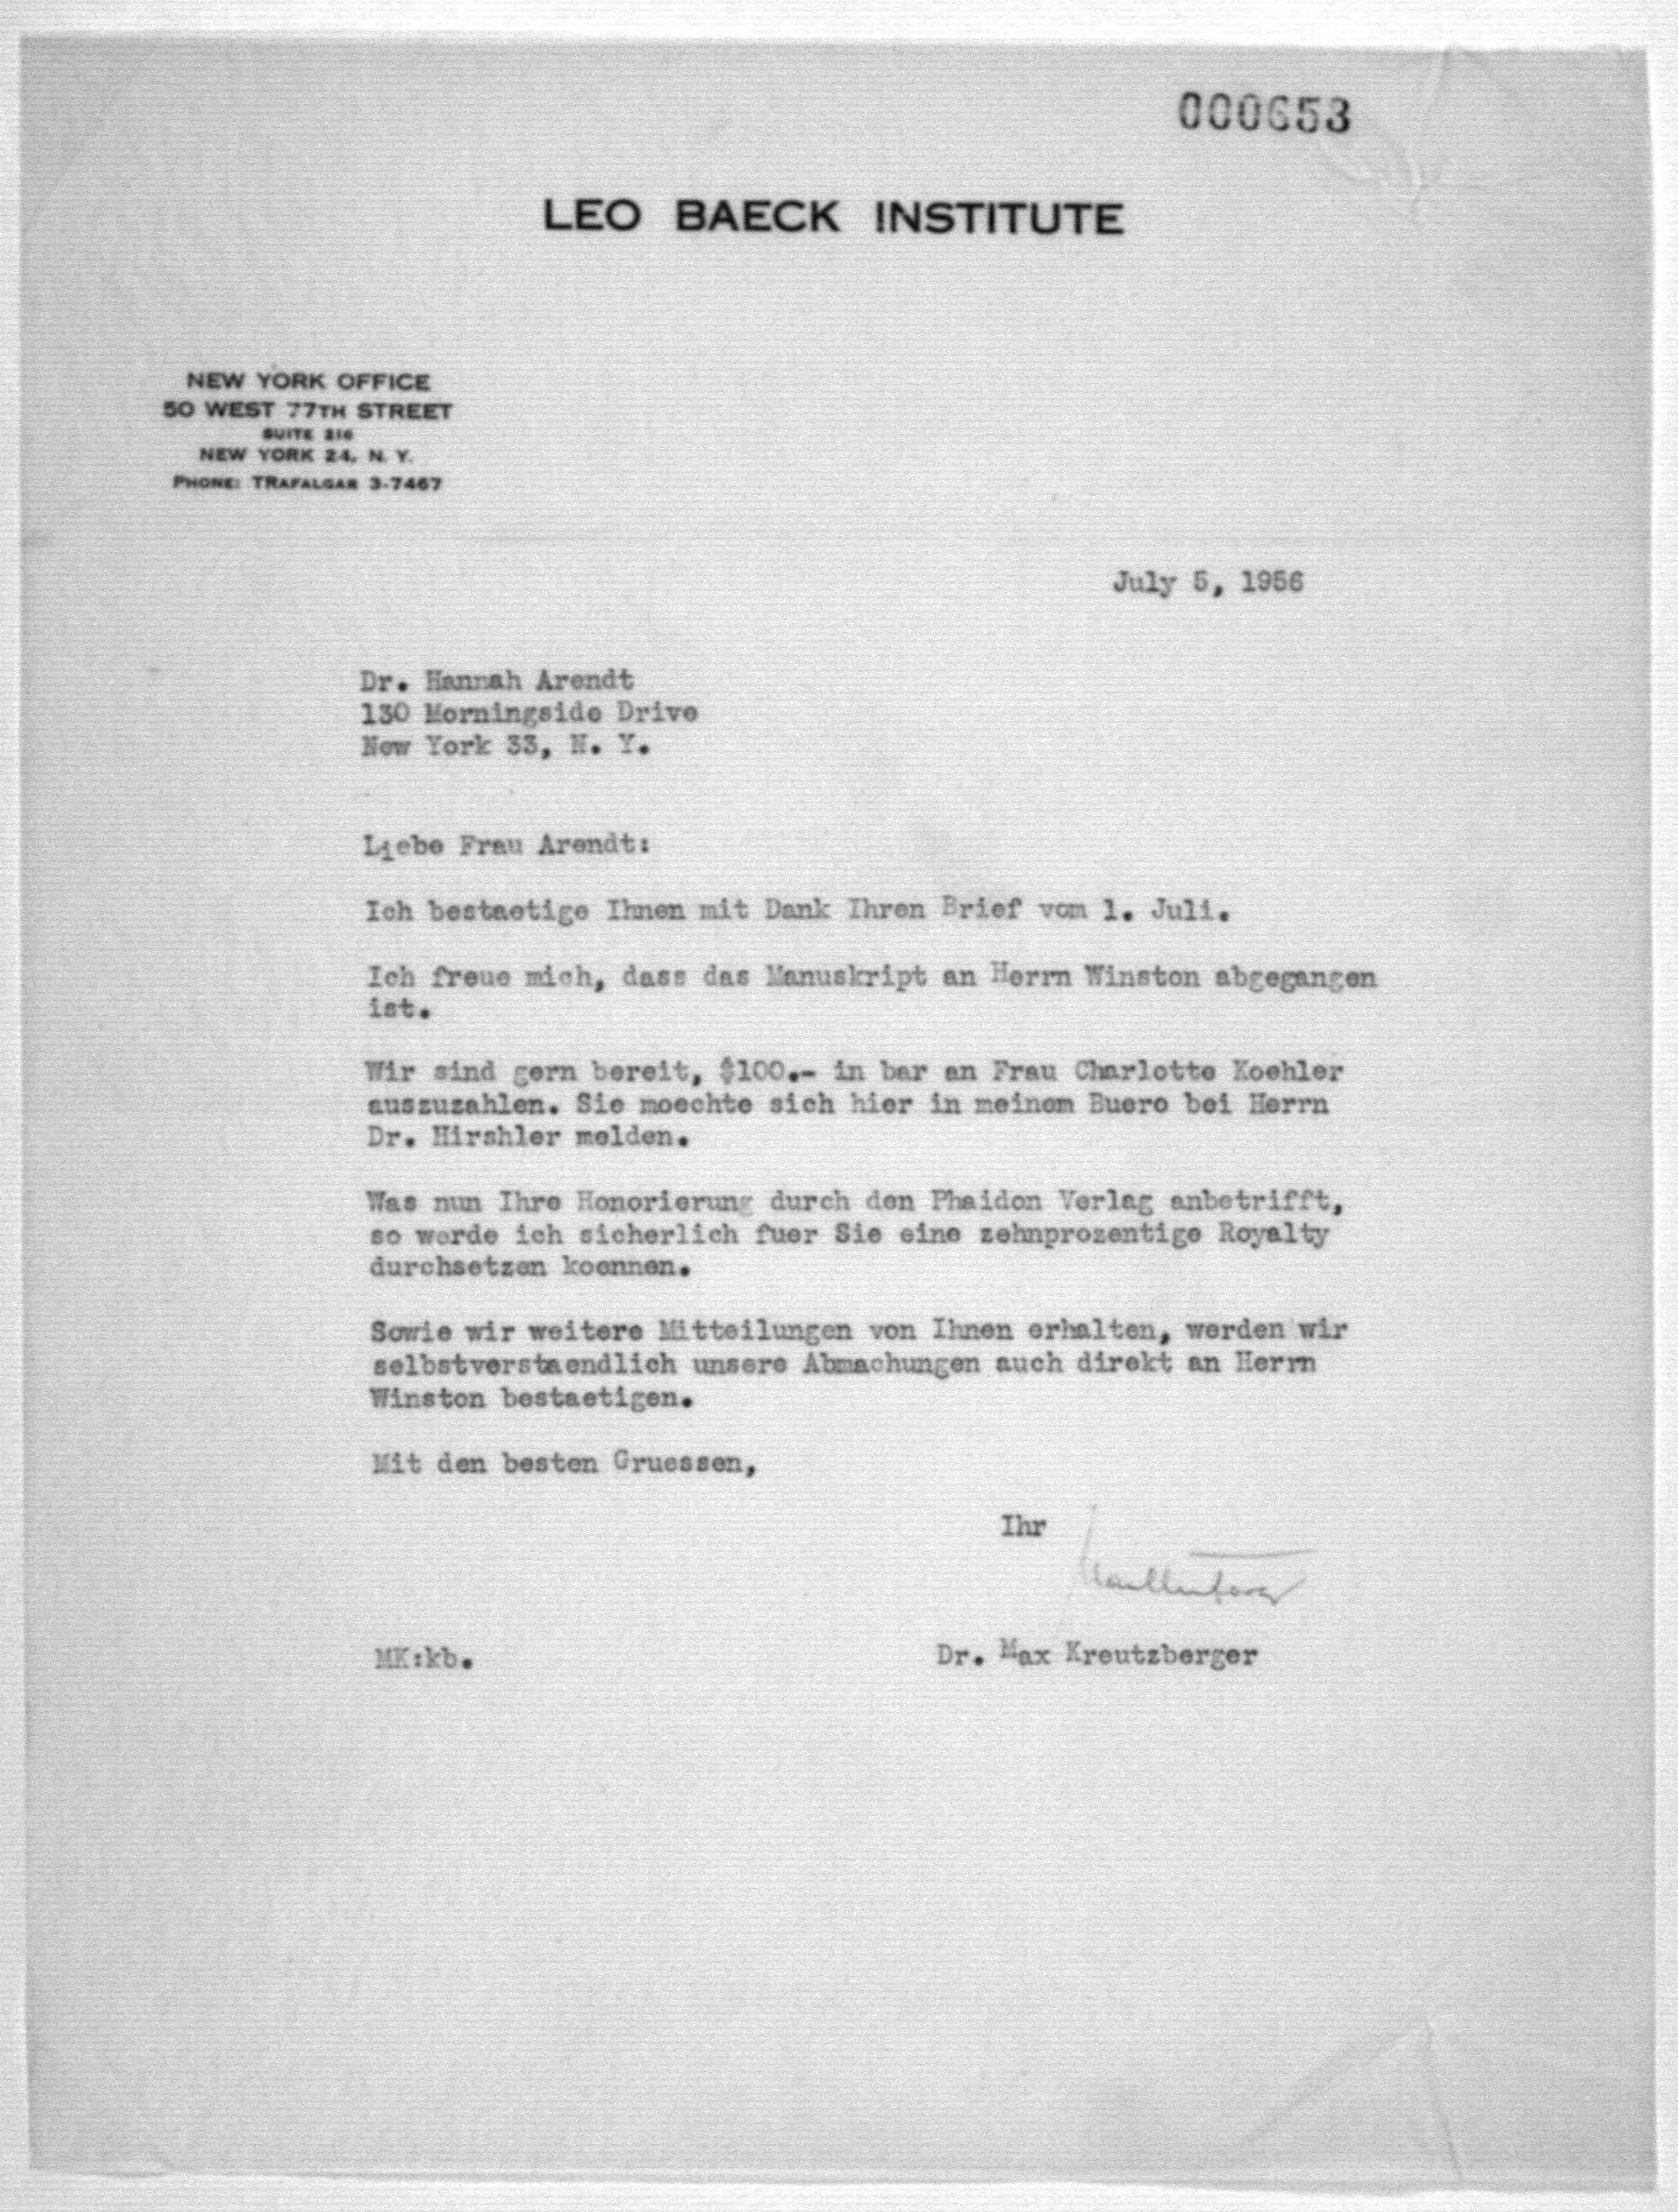 000653
LEO BAECK INSTITUTE
NEW YORK OFFICE
50 WEST 77TH STREET
SUITE 216
NEW YORK 24, N. Y.
PHONE: TRAFALGAR 3-7467
July 5, 1956
Dr. Hannah Arendt
130 Morningside Drive
New York 33, N. Y.
Liebe Frau Arendt:
Ich bestaetige Ihnen mit Dank Ihren Brief vom 1. Juli.
Ich freue mich, dass das Manuskript an Herrn Winston abgegangen
ist.
Wir sind gern bereit, $100.- in bar an Frau Charlotte Koehler
auszuzahlen. Sie moechte sich hier in meinem Buero bei Herrn
Dr. Hirshler melden.
Was nun Ihre Honorierung durch den Phaidon Verlag anbetrifft,
so werde ich sicherlich fuer Sie eine zehnprozentige Royalty
durchsetzen koennen.
Sowie wir weitere Mitteilungen von Ihnen erhalten, werden wir
selbstverstaendlich unsere Abmachungen auch direkt an Herrn
Winston bestaetigen.
Mit den besten Gruessen,
Ihr
MK:kb.
Dr. Max Kreutzberger